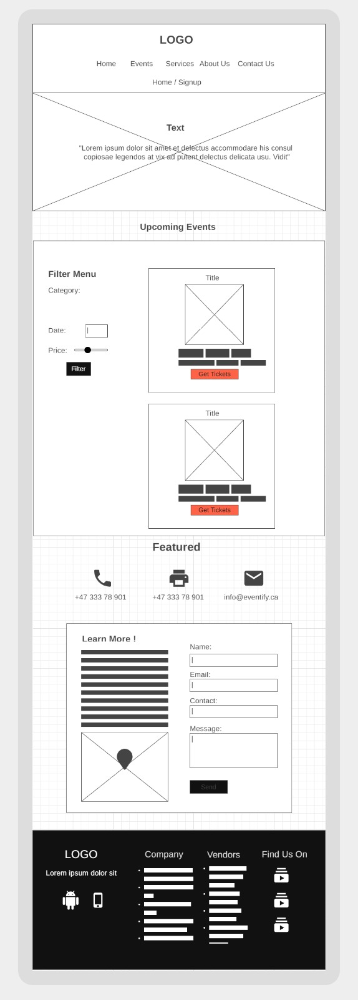 LOGO
Home Events Services About Us Contact Us
Home / Signup
Text
"Lorem ipsum dolor sit amet et delectus accommodare his consul
copiosae legendos at vix ad putent delectus delicata usu. Vidit"
Upcoming Events
Filter Menu
Category:
Date:
Price:
Filter
Title
Get Tickets
Title
Get Tickets
Featured
+47 333 78 901 +47 333 78 901 info@eventify.ca
Learn More !
Name:
Email:
Contact:
Message:
Send
LOGO
Lorem ipsum dolor sit
Company
Vendors
Find Us On